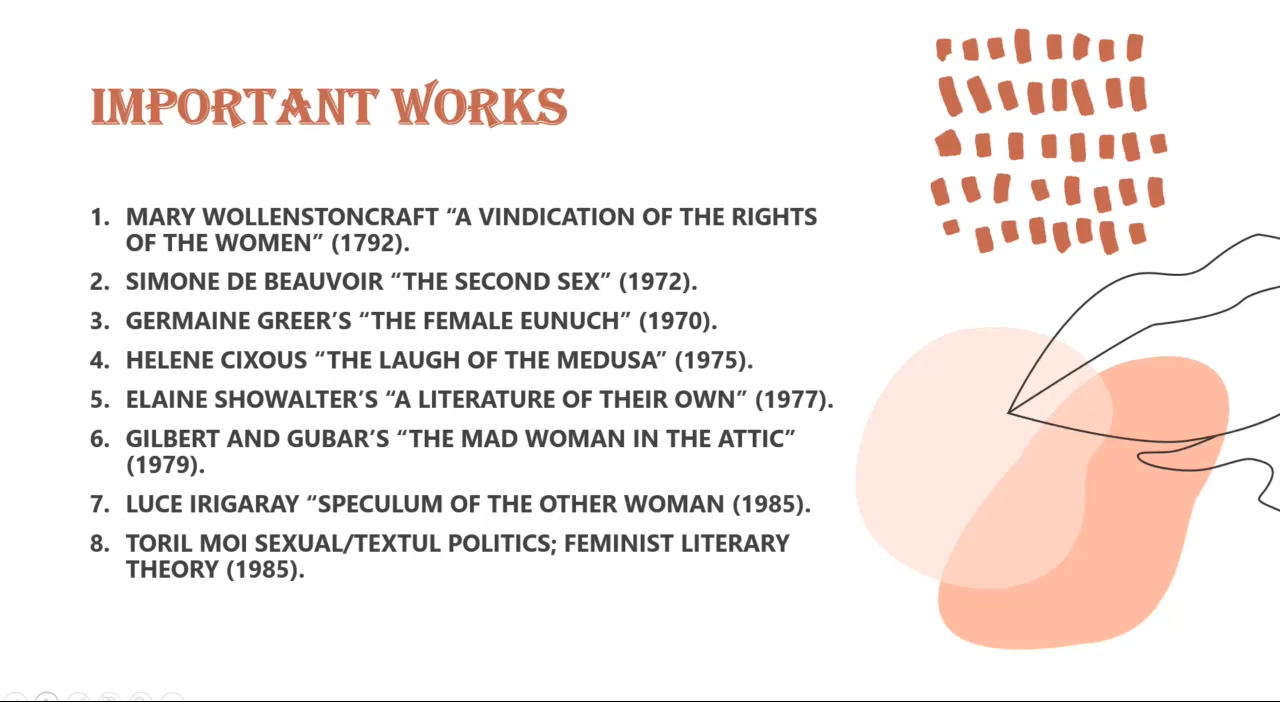 IMPORTANT WORKS
1. MARY WOLLENSTONCRAFT “A VINDICATION OF THE RIGHTS
OF THE WOMEN” (1792).
2. SIMONE DE BEAUVOIR “THE SECOND SEX” (1972).
3. GERMAINE GREER’S “THE FEMALE EUNUCH” (1970).
4. HELENE CIXOUS “THE LAUGH OF THE MEDUSA” (1975).
5. ELAINE SHOWALTER’S “A LITERATURE OF THEIR OWN” (1977).
6. GILBERT AND GUBAR’S “THE MAD WOMAN IN THE ATTIC”
(1979).
7. LUCE IRIGARAY “SPECULUM OF THE OTHER WOMAN (1985).
8. TORIL MOI SEXUAL/TEXTUL POLITICS; FEMINIST LITERARY
THEORY (1985).